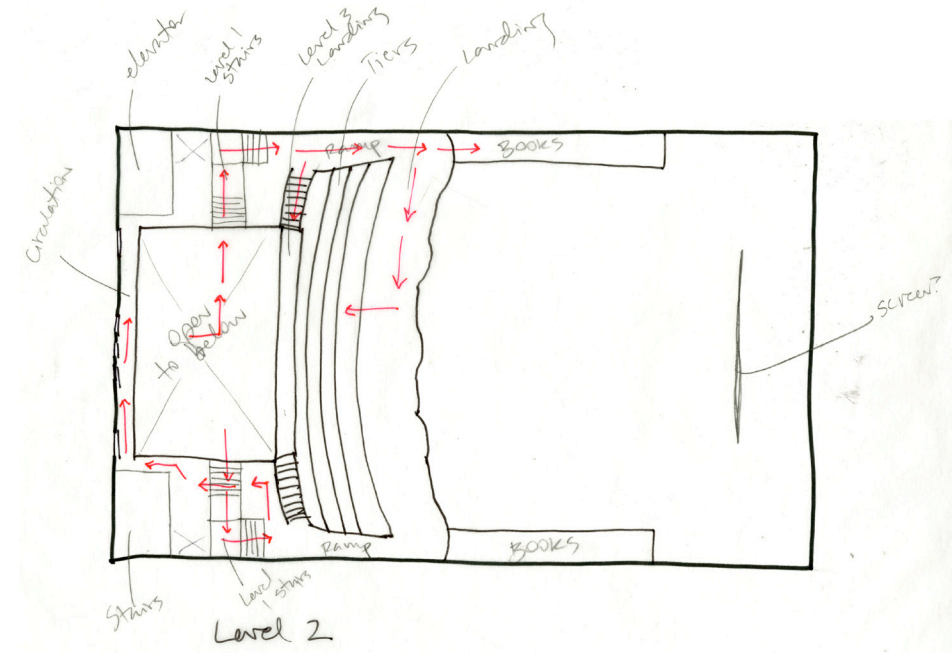 elevator
Level 1
Stairs
Level 3
Landing
Tiers
Landing
Ramp
BOOKS
Circulation
open
to below
screen?
Ramp
BOOKS
Stairs
Level
1 stairs
Level 2